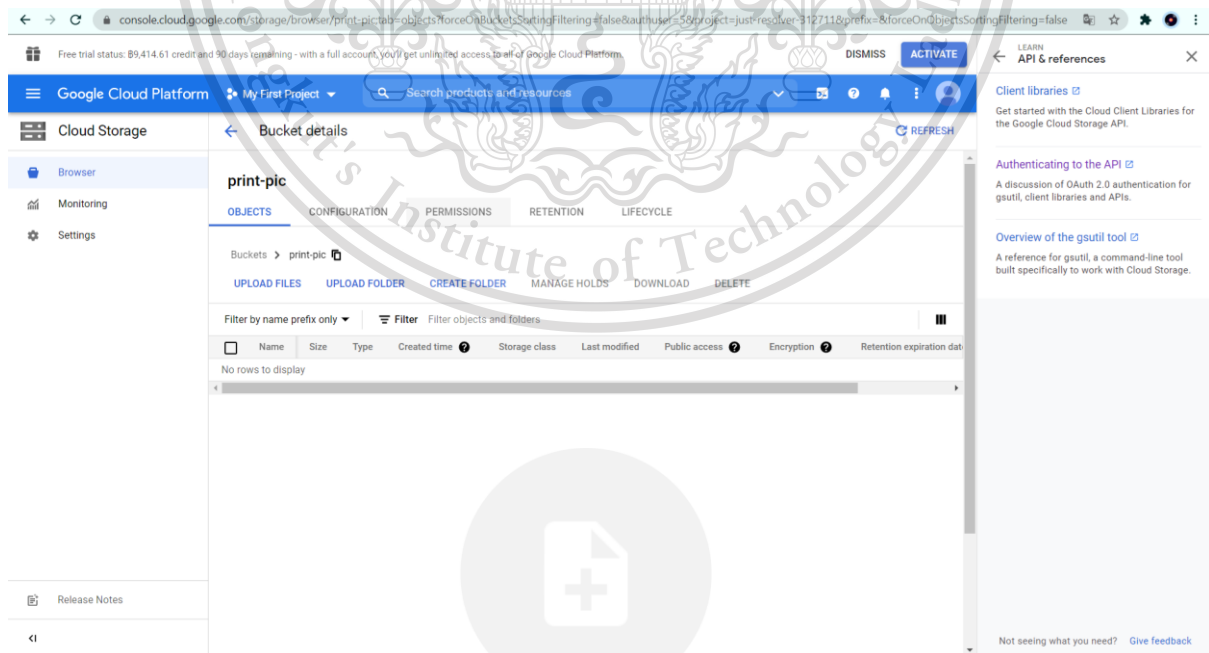 console.cloud.google.com/storage/browser/print-pic;tab=objects?forceOnBucketsSortingFiltering=false&authuser=5&project=just-resolver-312711&prefix=&forceOnObjectsSortingFiltering=false
Free trial status: ฿9,414.61 credit and 90 days remaining - with a full account, you'll get unlimited access to all of Google Cloud Platform.
DISMISS
ACTIVATE
Google Cloud Platform
My First Project
Search products and resources
Cloud Storage
Bucket details
REFRESH
Browser
Monitoring
Settings
print-pic
OBJECTS CONFIGURATION PERMISSIONS RETENTION LIFECYCLE
Buckets > print-pic
UPLOAD FILES UPLOAD FOLDER CREATE FOLDER MANAGE HOLDS DOWNLOAD DELETE
Filter by name prefix only Filter Filter objects and folders
Name Size Type Created time Storage class Last modified Public access Encryption Retention expiration dat
No rows to display
Release Notes
LEARN
API & references
Client libraries
Get started with the Cloud Client Libraries for
the Google Cloud Storage API.
Authenticating to the API
A discussion of OAuth 2.0 authentication for
gsutil, client libraries and APIs.
Overview of the gsutil tool
A reference for gsutil, a command-line tool
built specifically to work with Cloud Storage.
Not seeing what you need? Give feedback
Institute of Technology